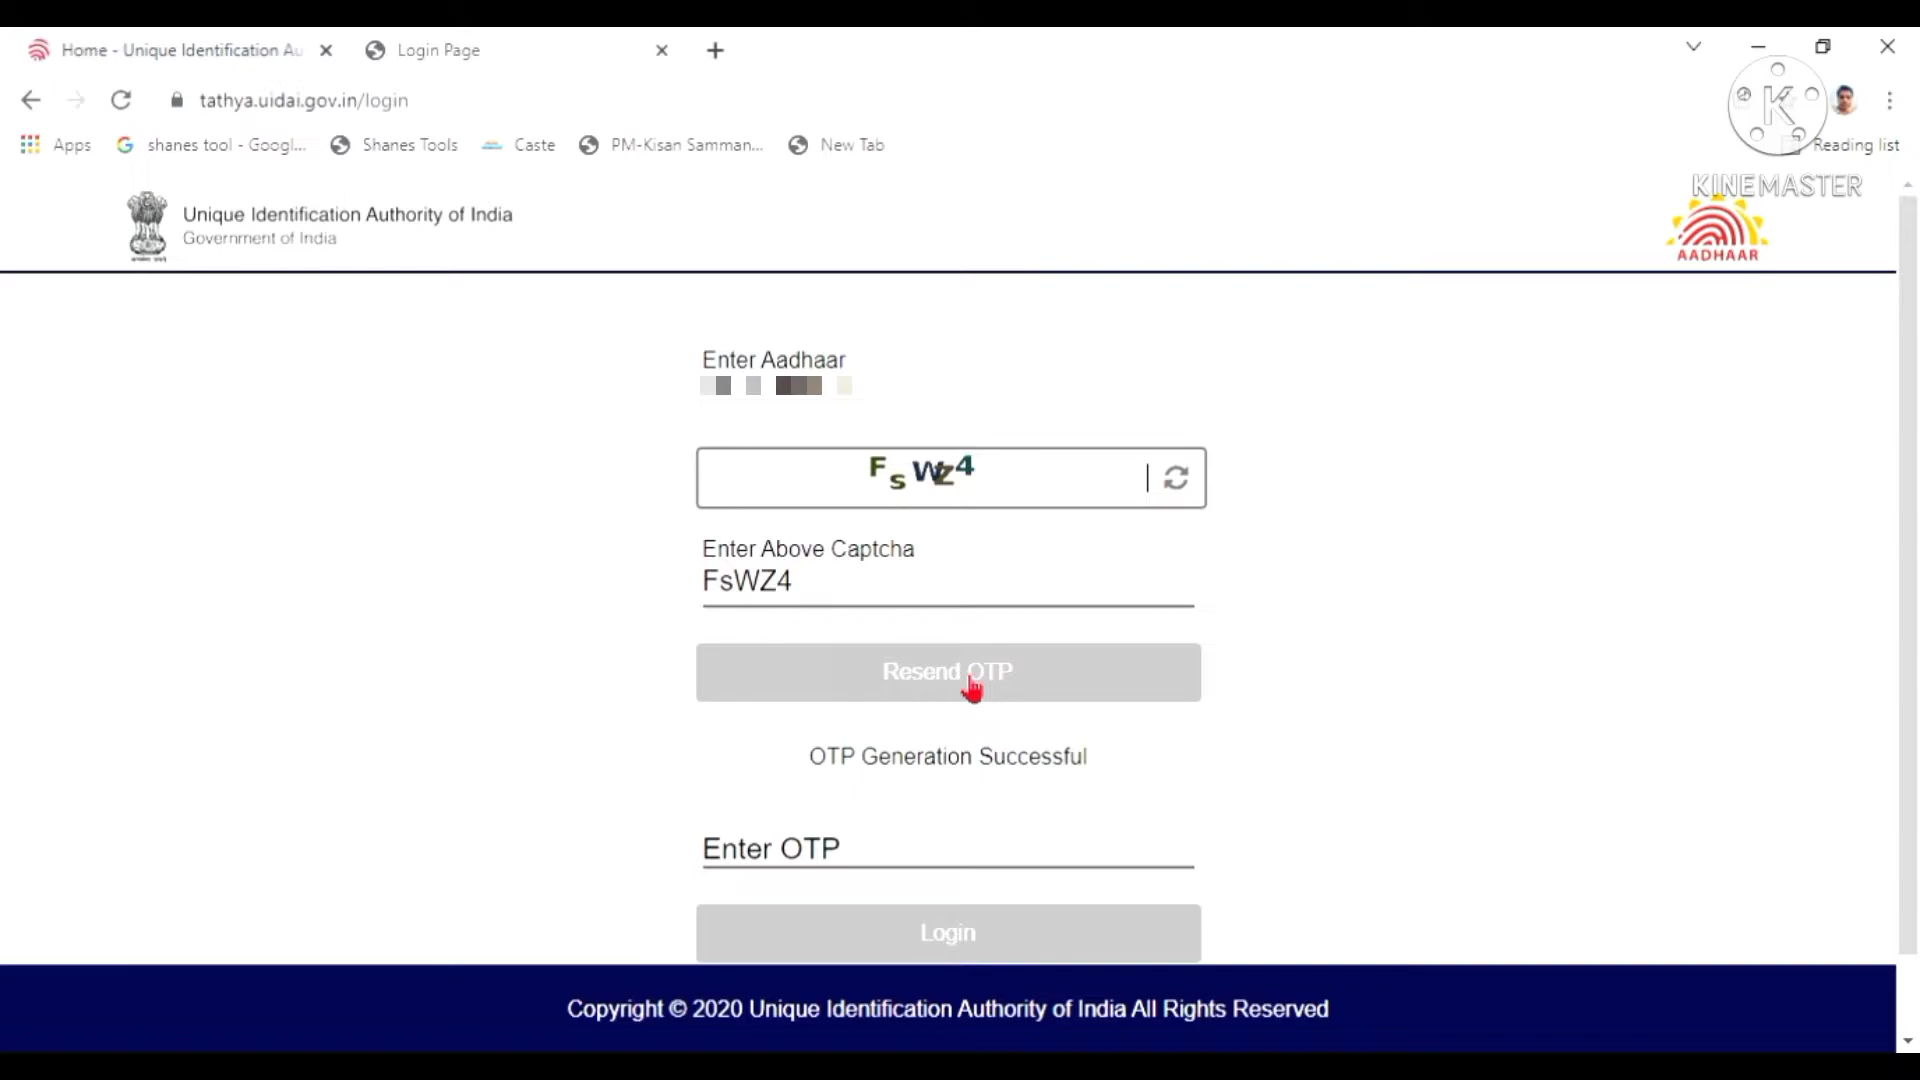 Home - Unique Identification Au
Login Page
tathya.uidai.gov.in/login
Apps
shanes tool - Googl...
Shanes Tools
Caste
PM-Kisan Samman...
New Tab
Reading list
K
KINEMASTER
Unique Identification Authority of India
Government of India
AADHAAR
Enter Aadhaar
FsWZ4
Enter Above Captcha
FsWZ4
Resend OTP
OTP Generation Successful
Enter OTP
Login
Copyright © 2020 Unique Identification Authority of India All Rights Reserved